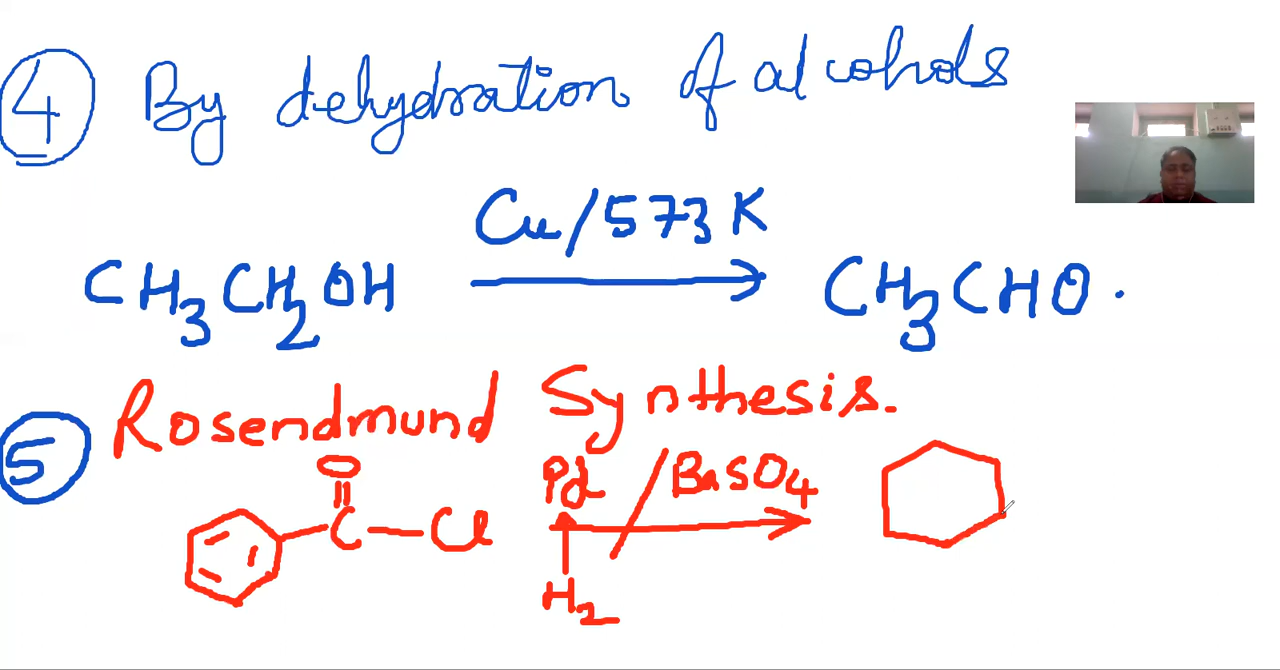 ④ By dehydration of alcohols
Cu/573 K
CH₃CH₂OH → CH₃CHO.
⑤ Rosendmund Synthesis.
O
Pd/BaSO₄
C—Cl
H₂